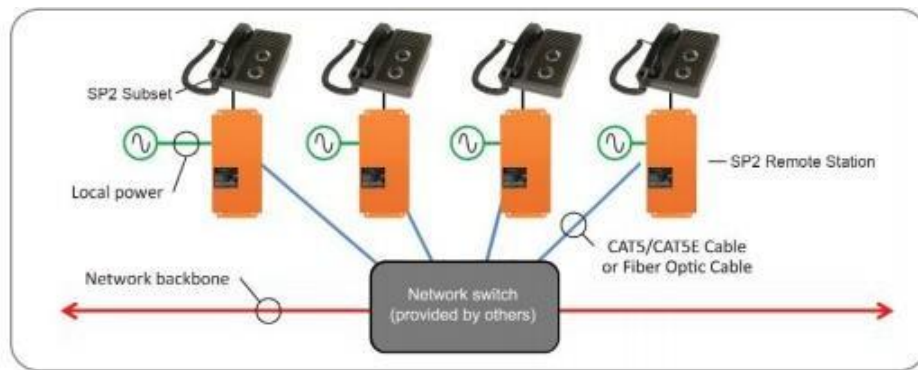 SP2 Subset
SP2 Remote Station
Local power
CAT5/CAT5E Cable
or Fiber Optic Cable
Network backbone
Network switch
(provided by others)